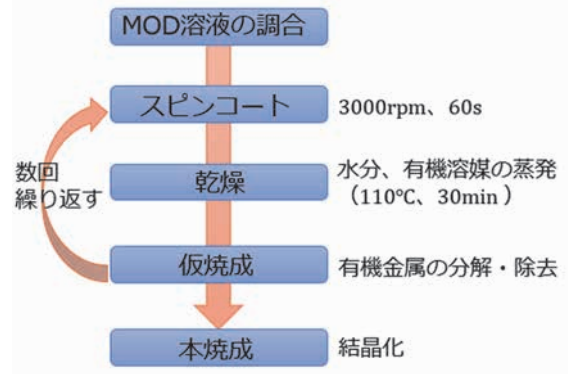 MOD溶液の調合
スピンコート
3000rpm、60s
数回
繰り返す
乾燥
水分、有機溶媒の蒸発
（110℃、30min ）
仮焼成
有機金属の分解・除去
本焼成
結晶化